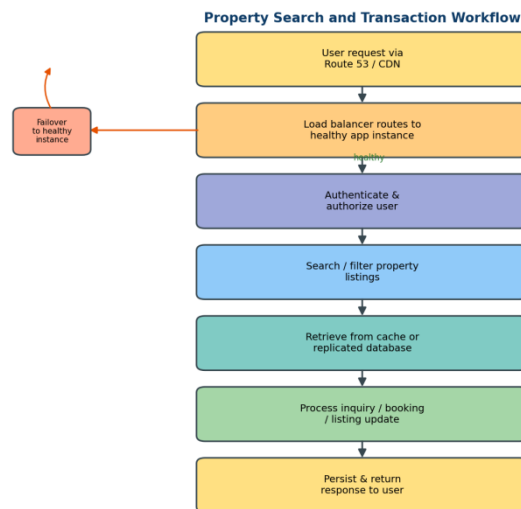 Property Search and Transaction Workflow
User request via
Route 53 / CDN
Failover
to healthy
instance
Load balancer routes to
healthy app instance
healthy
Authenticate &
authorize user
Search / filter property
listings
Retrieve from cache or
replicated database
Process inquiry / booking
/ listing update
Persist & return
response to user